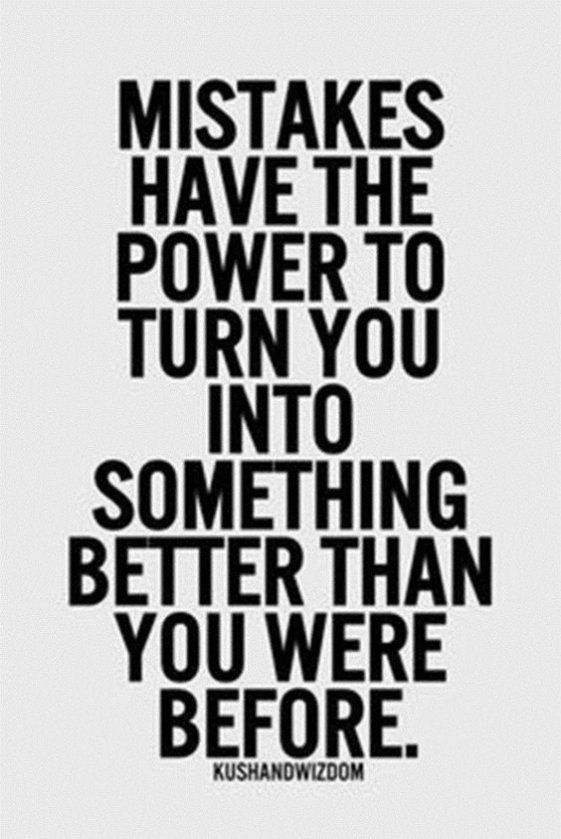 MISTAKES
HAVE THE
POWER TO
TURN YOU
INTO
SOMETHING
BETTER THAN
YOU WERE
BEFORE.
KUSHANDWIZDOM